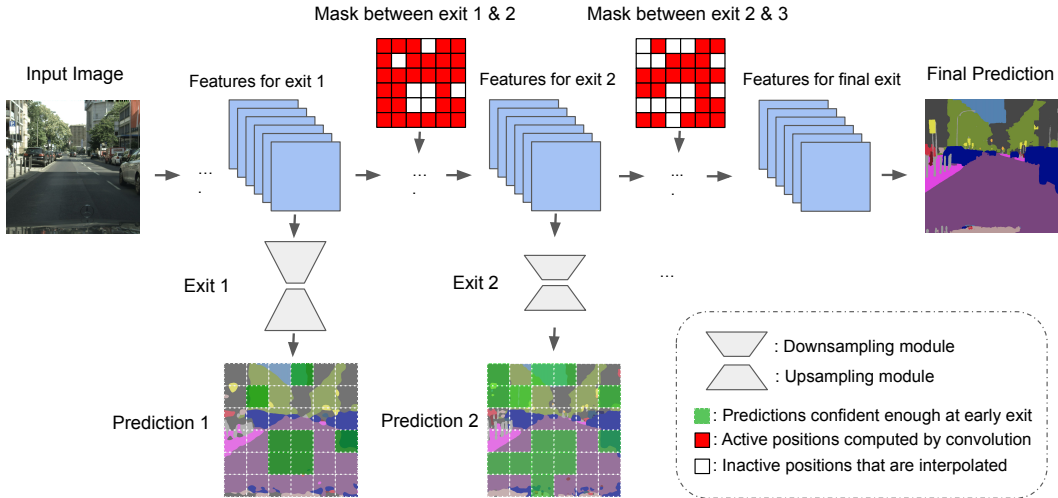 Mask between exit 1 & 2
Mask between exit 2 & 3
Input Image
Features for exit 1
Features for exit 2
Features for final exit
Final Prediction
...
.
...
.
...
.
Exit 1
Exit 2
...
: Downsampling module
: Upsampling module
Prediction 1
Prediction 2
: Predictions confident enough at early exit
: Active positions computed by convolution
: Inactive positions that are interpolated